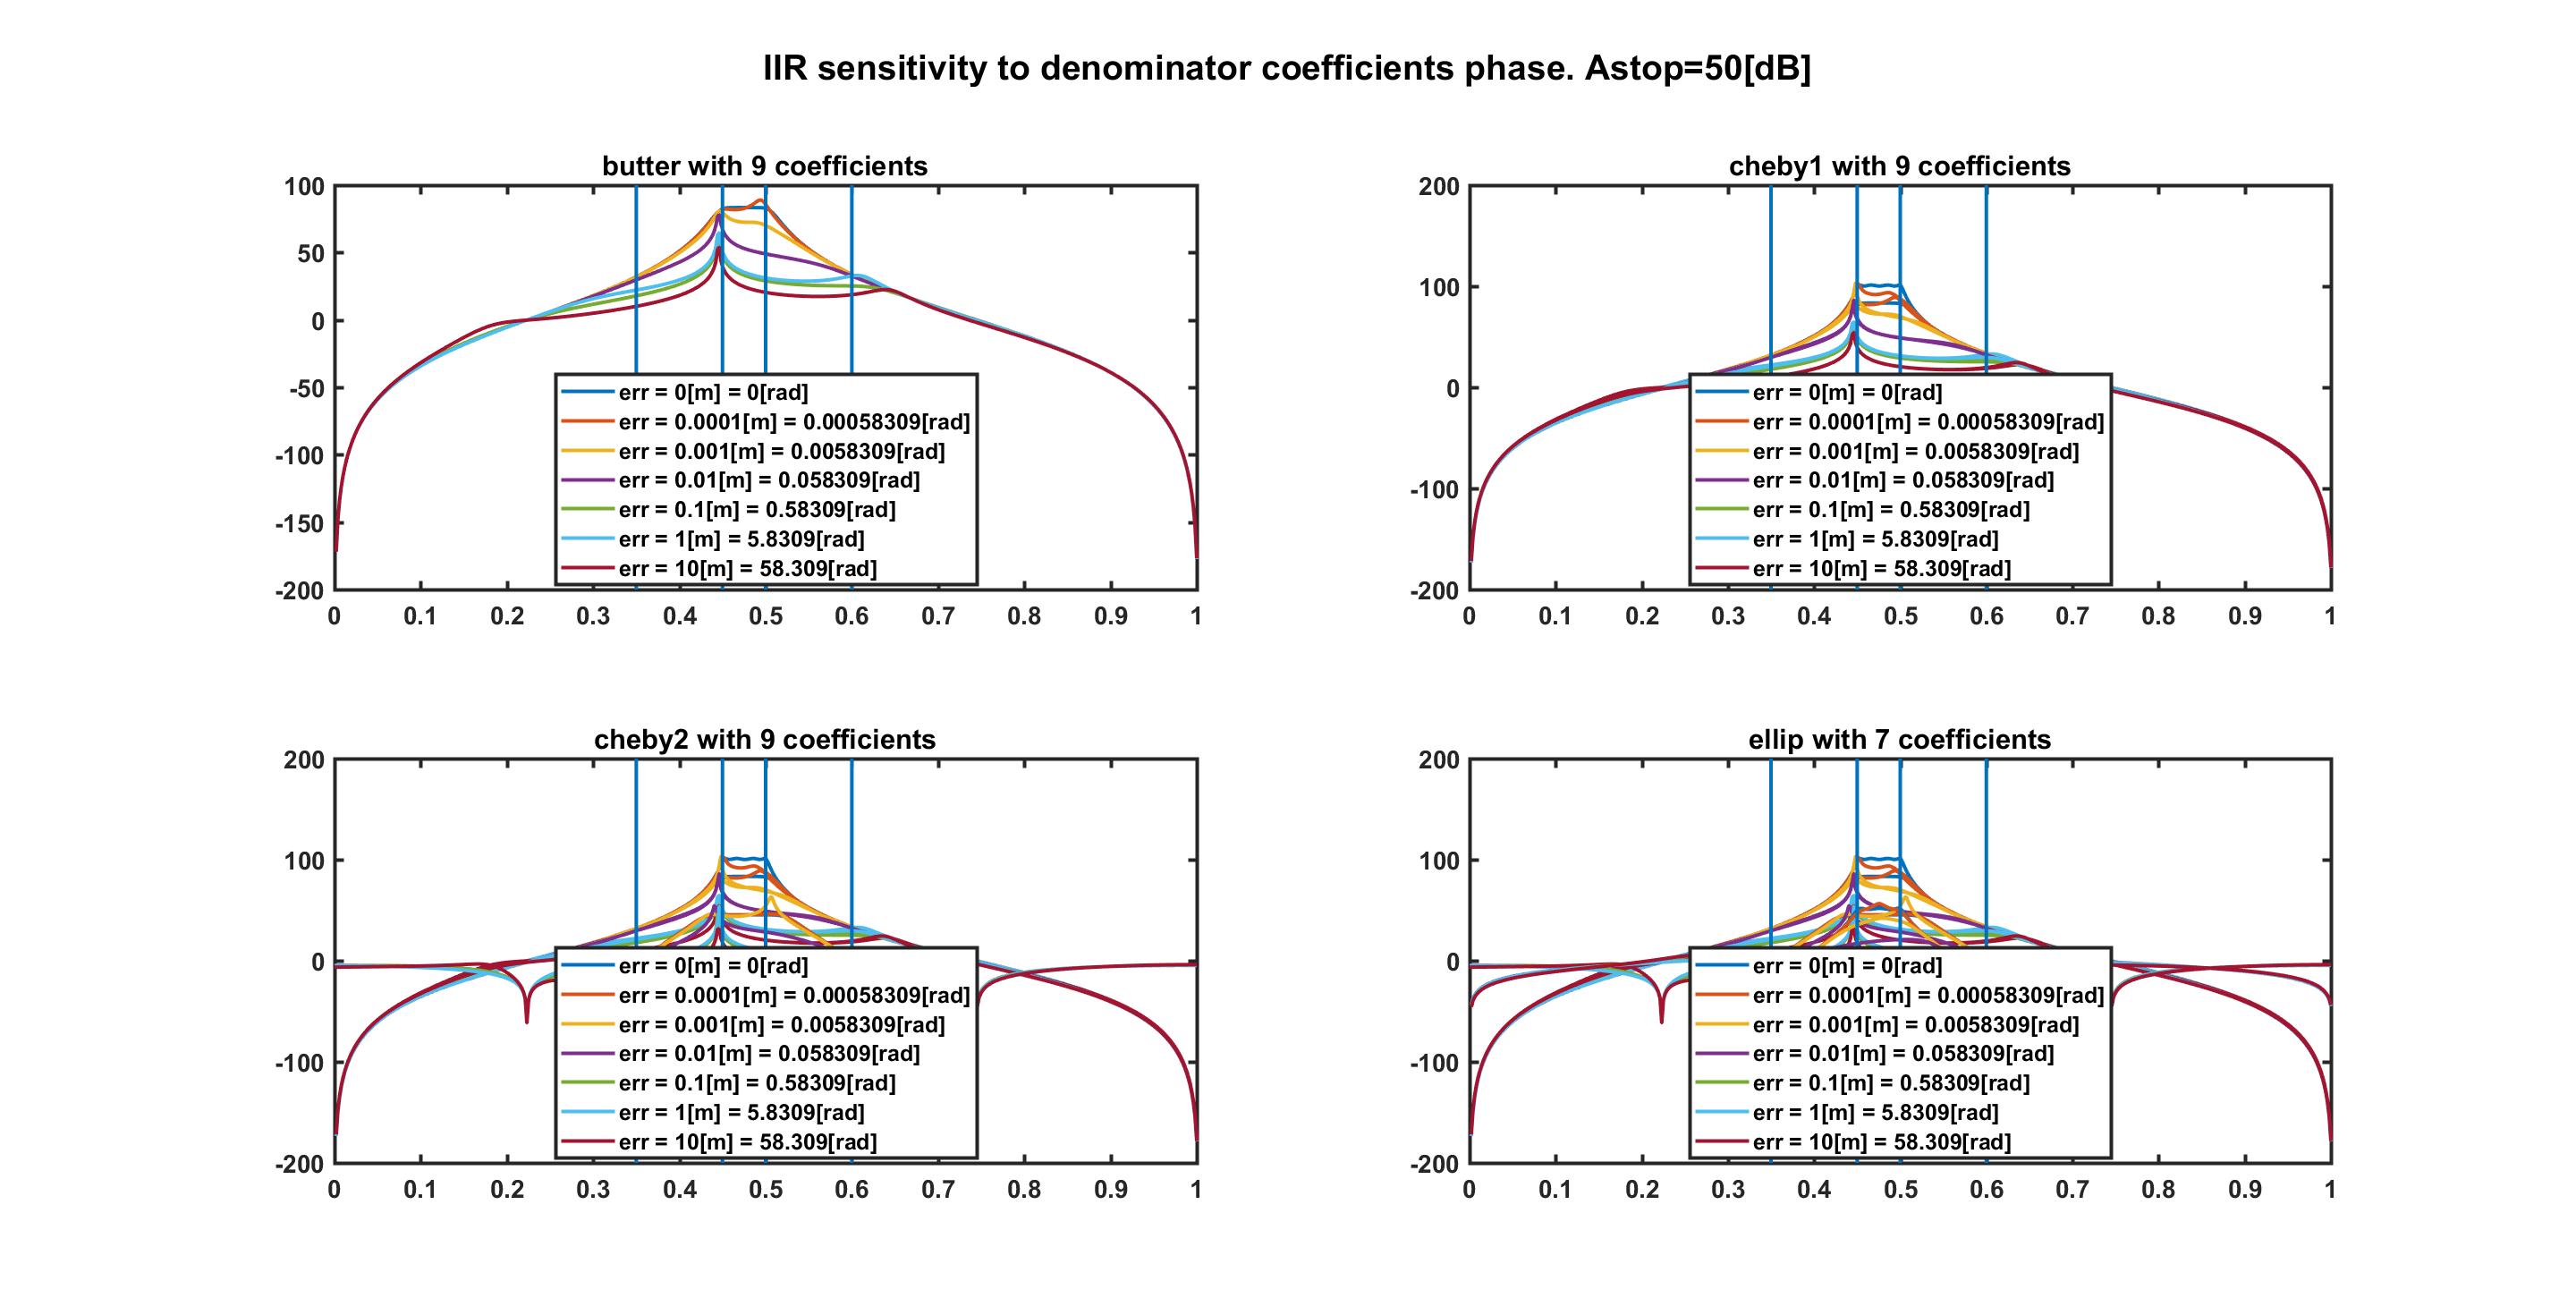 IIR sensitivity to denominator coefficients phase. Astop=50[dB]
butter with 9 coefficients
100
50
0
-50
-100
-150
-200
err = 0[m] = 0[rad]
err = 0.0001[m] = 0.00058309[rad]
err = 0.001[m] = 0.0058309[rad]
err = 0.01[m] = 0.058309[rad]
err = 0.1[m] = 0.58309[rad]
err = 1[m] = 5.8309[rad]
err = 10[m] = 58.309[rad]
0 0.1 0.2 0.3 0.4 0.5 0.6 0.7 0.8 0.9 1
cheby1 with 9 coefficients
200
100
0
-100
-200
err = 0[m] = 0[rad]
err = 0.0001[m] = 0.00058309[rad]
err = 0.001[m] = 0.0058309[rad]
err = 0.01[m] = 0.058309[rad]
err = 0.1[m] = 0.58309[rad]
err = 1[m] = 5.8309[rad]
err = 10[m] = 58.309[rad]
0 0.1 0.2 0.3 0.4 0.5 0.6 0.7 0.8 0.9 1
cheby2 with 9 coefficients
200
100
0
-100
-200
err = 0[m] = 0[rad]
err = 0.0001[m] = 0.00058309[rad]
err = 0.001[m] = 0.0058309[rad]
err = 0.01[m] = 0.058309[rad]
err = 0.1[m] = 0.58309[rad]
err = 1[m] = 5.8309[rad]
err = 10[m] = 58.309[rad]
0 0.1 0.2 0.3 0.4 0.5 0.6 0.7 0.8 0.9 1
ellip with 7 coefficients
200
100
0
-100
-200
err = 0[m] = 0[rad]
err = 0.0001[m] = 0.00058309[rad]
err = 0.001[m] = 0.0058309[rad]
err = 0.01[m] = 0.058309[rad]
err = 0.1[m] = 0.58309[rad]
err = 1[m] = 5.8309[rad]
err = 10[m] = 58.309[rad]
0 0.1 0.2 0.3 0.4 0.5 0.6 0.7 0.8 0.9 1